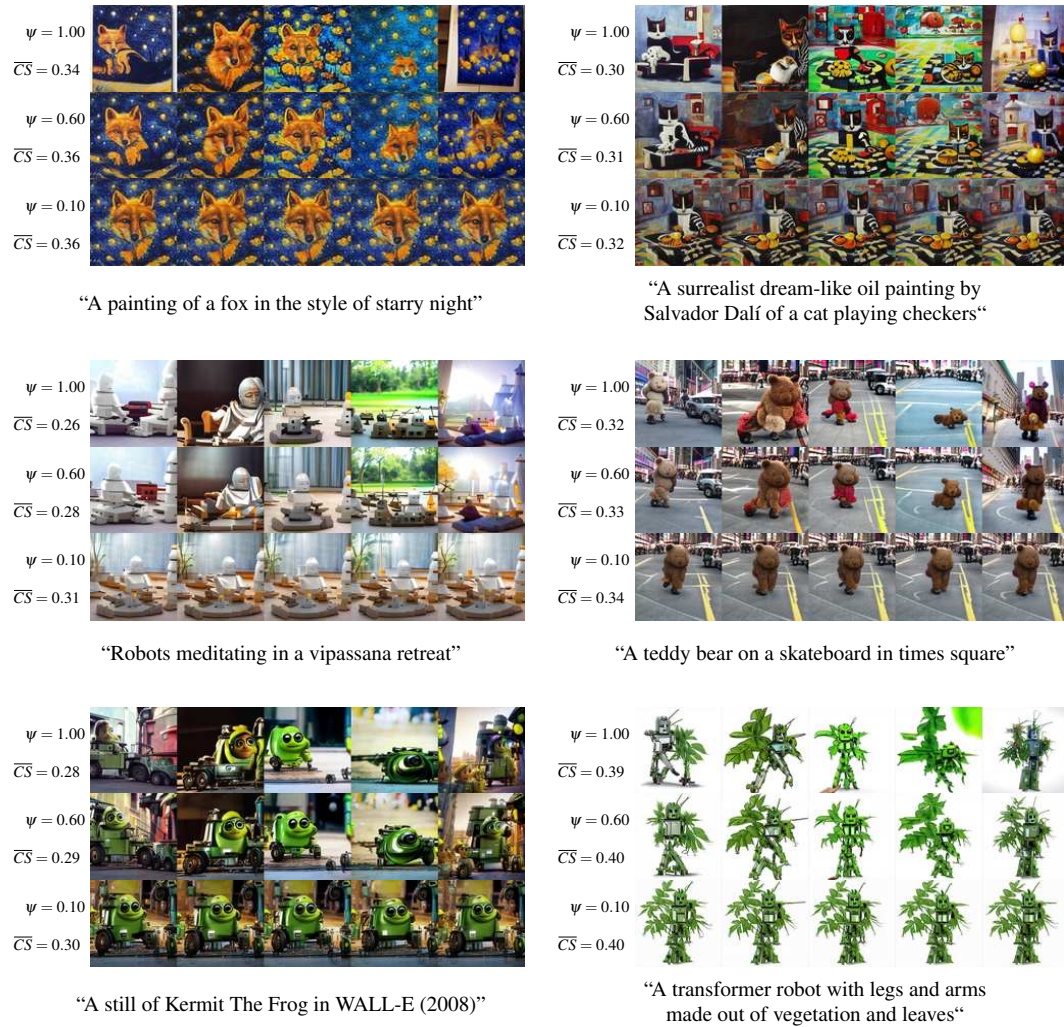 ψ = 1.00
CS = 0.34
ψ = 0.60
CS = 0.36
ψ = 0.10
CS = 0.36
“A painting of a fox in the style of starry night”
ψ = 1.00
CS = 0.30
ψ = 0.60
CS = 0.31
ψ = 0.10
CS = 0.32
“A surrealist dream-like oil painting by
Salvador Dalí of a cat playing checkers“
ψ = 1.00
CS = 0.26
ψ = 0.60
CS = 0.28
ψ = 0.10
CS = 0.31
“Robots meditating in a vipassana retreat”
ψ = 1.00
CS = 0.32
ψ = 0.60
CS = 0.33
ψ = 0.10
CS = 0.34
“A teddy bear on a skateboard in times square”
ψ = 1.00
CS = 0.28
ψ = 0.60
CS = 0.29
ψ = 0.10
CS = 0.30
“A still of Kermit The Frog in WALL-E (2008)”
ψ = 1.00
CS = 0.39
ψ = 0.60
CS = 0.40
ψ = 0.10
CS = 0.40
“A transformer robot with legs and arms
made out of vegetation and leaves“